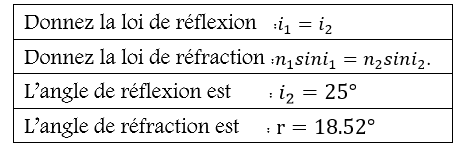 Donnez la loi de réflexion : i₁ = i₂
Donnez la loi de réfraction : n₁sini₁ = n₂sini₂.
L’angle de réflexion est : i₂ = 25°
L’angle de réfraction est : r = 18.52°